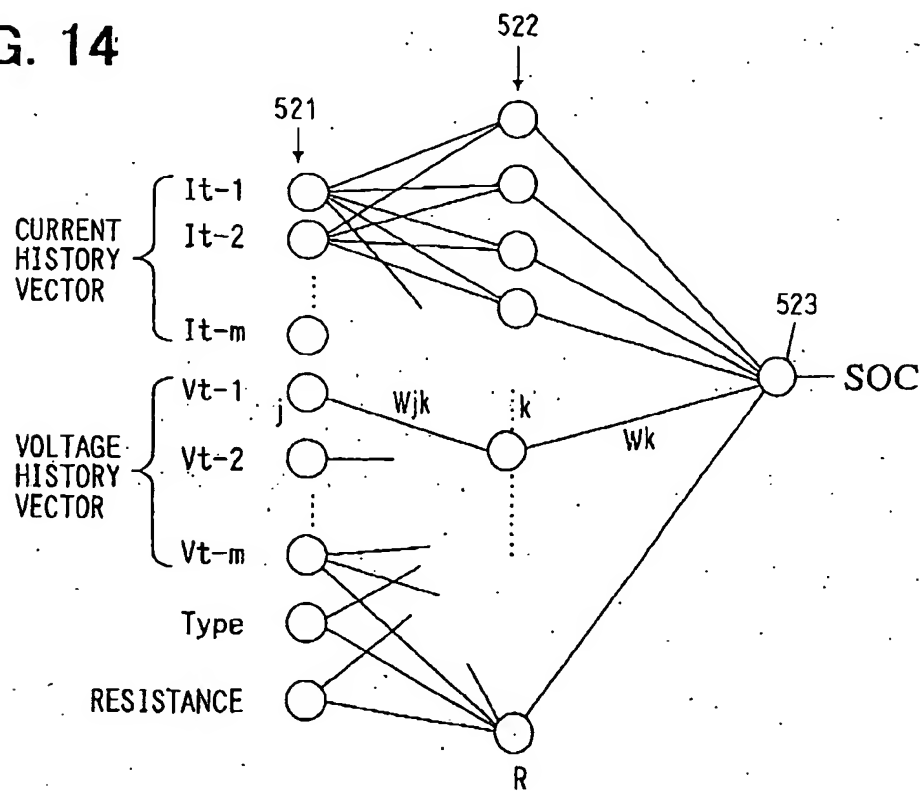 G. 14
522
521
It-1
It-2
It-m
CURRENT
HISTORY
VECTOR
523
SOC
Vt-1
j
Wjk
k
Wk
Vt-2
Vt-m
VOLTAGE
HISTORY
VECTOR
Type
RESISTANCE
R